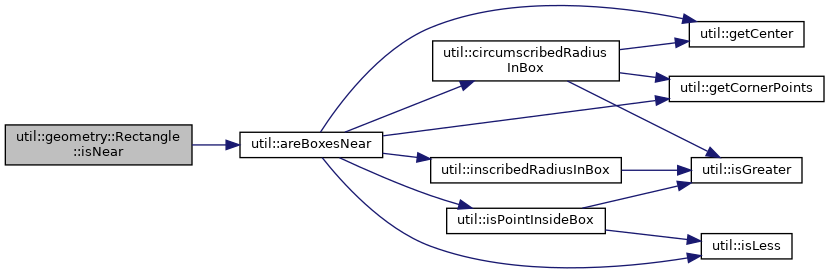 util::geometry::Rectangle
::isNear
util::areBoxesNear
util::circumscribedRadius
InBox
util::inscribedRadiusInBox
util::isPointInsideBox
util::getCenter
util::getCornerPoints
util::isGreater
util::isLess